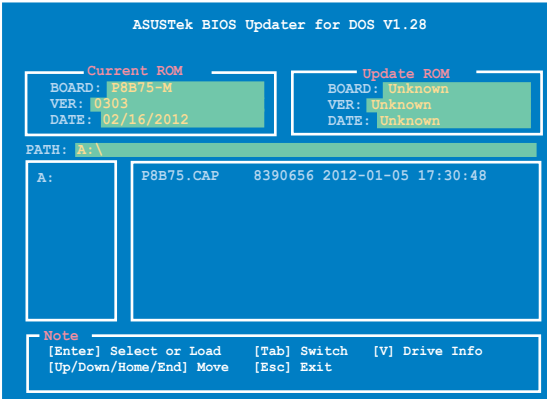 ASUSTek BIOS Updater for DOS V1.28
Current ROM
BOARD: P8B75-M
VER: 0303
DATE: 02/16/2012
Update ROM
BOARD: Unknown
VER: Unknown
DATE: Unknown
PATH: A:\
A:
P8B75.CAP 8390656 2012-01-05 17:30:48
Note
[Enter] Select or Load [Tab] Switch [V] Drive Info
[Up/Down/Home/End] Move [Esc] Exit